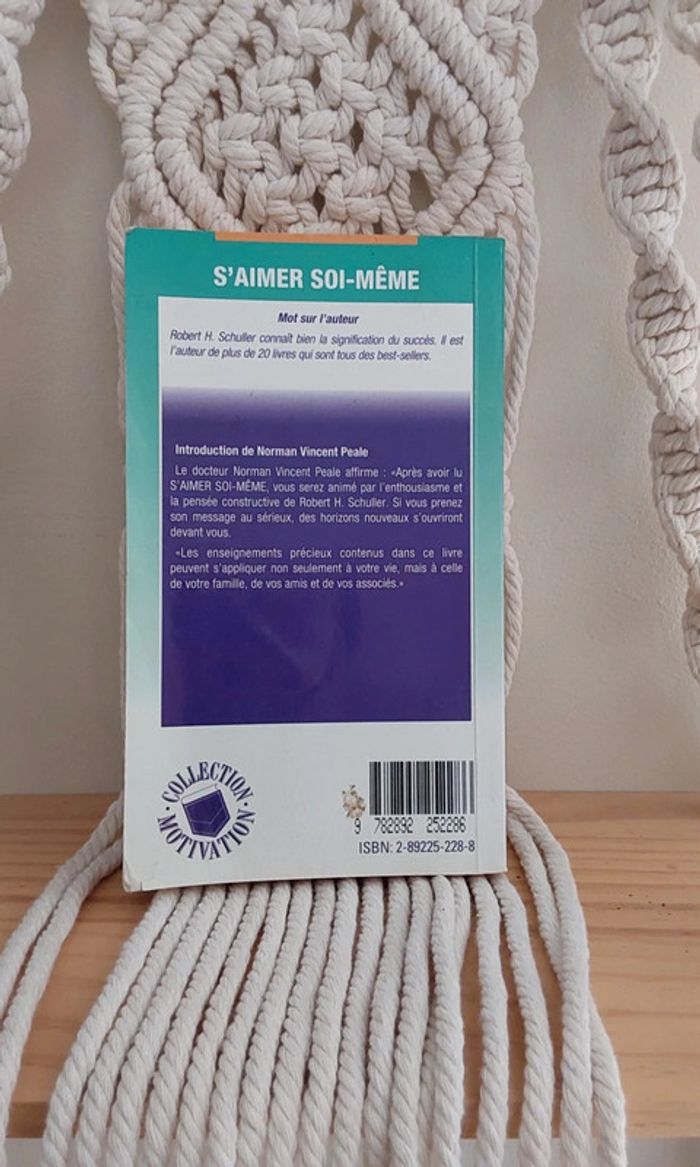 S'AIMER SOI-MÊME
Mot sur l'auteur
Robert H. Schuller connaît bien la signification du succès. Il est
l'auteur de plus de 20 livres qui sont tous des best-sellers.
Introduction de Norman Vincent Peale
Le docteur Norman Vincent Peale affirme : «Après avoir lu
S'AIMER SOI-MÊME, vous serez animé par l'enthousiasme et
la pensée constructive de Robert H. Schuller. Si vous prenez
son message au sérieux, des horizons nouveaux s'ouvriront
devant vous.
«Les enseignements précieux contenus dans ce livre
peuvent s'appliquer non seulement à votre vie, mais à celle
de votre famille, de vos amis et de vos associés.»
COLLECTION
MOTIVATION
9 782892 252286
ISBN: 2-89225-228-8